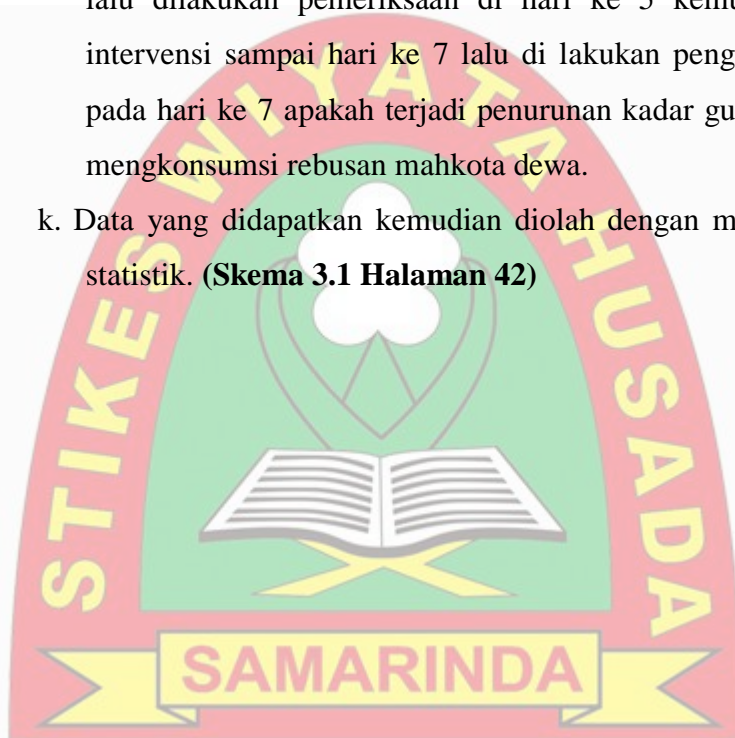 lalu dilakukan pemeriksaan di hari ke 5
intervensi sampai hari ke 7 lalu di lakukan
pada hari ke 7 apakah terjadi penurunan kadar
mengkonsumsi rebusan mahkota dewa.
k. Data yang didapatkan kemudian diolah dengan
statistik. (Skema 3.1 Halaman 42)
STIKES WIYATA HUSADA
SAMARINDA